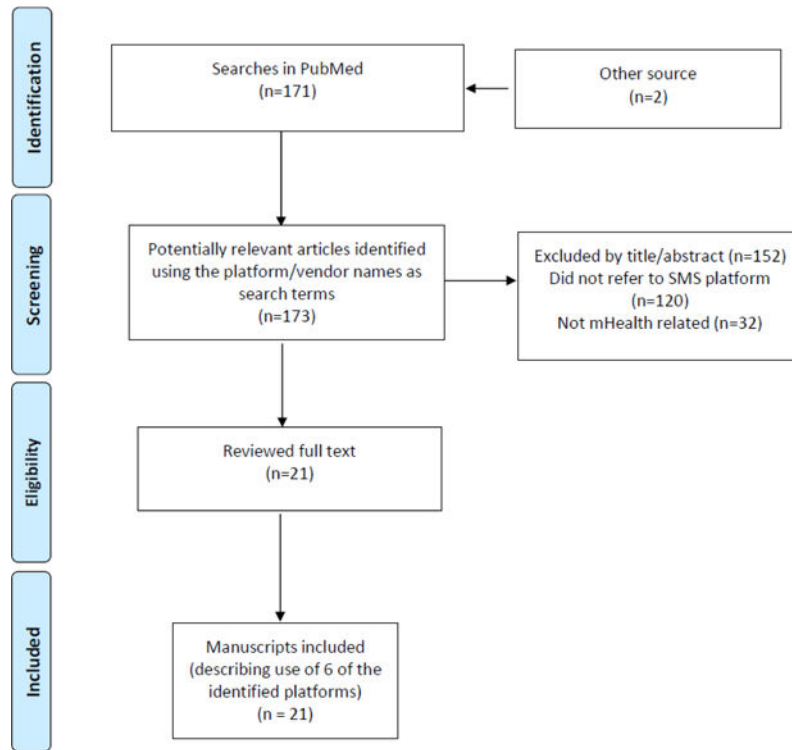 Identification
Searches in PubMed
(n=171)
Other source
(n=2)
Screening
Potentially relevant articles identified
using the platform/vendor names as
search terms
(n=173)
Excluded by title/abstract (n=152)
Did not refer to SMS platform
(n=120)
Not mHealth related (n=32)
Eligibility
Reviewed full text
(n=21)
Included
Manuscripts included
(describing use of 6 of the
identified platforms)
(n = 21)